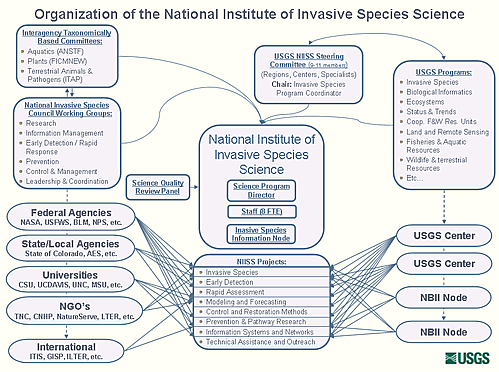 Organization of the National Institute of Invasive Species Science
Interagency Taxonomically
Based Committees:
Aquatics (ANSTF)
Plants (FICMNEW)
Terrestrial Animals &
Pathogens (ITAP)
USGS NIISS Steering
Committee (9-11 members)
(Regions, Centers, Specialists)
Chair: Invasive Species
Program Coordinator
USGS Programs:
Invasive Species
Biological Informatics
Ecosystems
Status & Trends
Coop. F&W Res. Units
Land and Remote Sensing
Fisheries & Aquatic
Resources
Wildlife & terrestrial
Resources
Etc...
National Invasive Species
Council Working Groups:
Research
Information Management
Early Detection / Rapid
Response
Prevention
Control & Management
Leadership & Coordination
National Institute of
Invasive Species
Science
Science Quality
Review Panel
Science Program
Director
Staff (8 FTE)
Inasive Species
Information Node
Federal Agencies
NASA, USFWS, BLM, NPS, etc.
State/Local Agencies
State of Colorado, AES, etc.
Universities
CSU, UCDAVIS, UNC, MSU, etc.
NGO's
TNC, CNHP, NatureServe, LTER, etc.
International
ITIS, GISP, ILTER, etc.
NIISS Projects:
Invasive Species
Early Detection
Rapid Assessment
Modeling and Forecasting
Control and Restoration Methods
Prevention & Pathway Research
Information Systems and Networks
Technical Assistance and Outreach
USGS Center
USGS Center
NBII Node
NBII Node
USGS